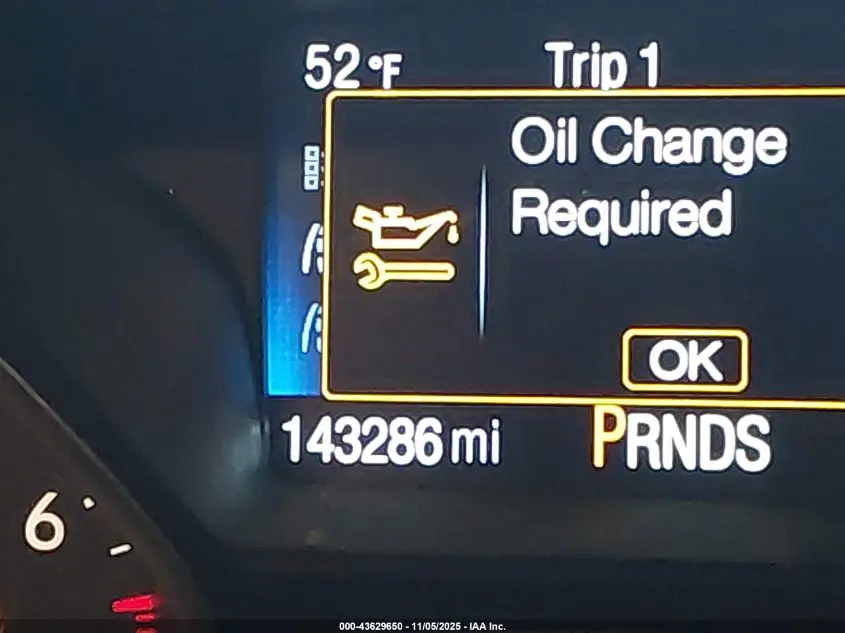 52 °F Trip 1
Oil Change
Required
OK
143286 mi PRNDS
6
000-43629650 - 11/05/2025 - IAA Inc.